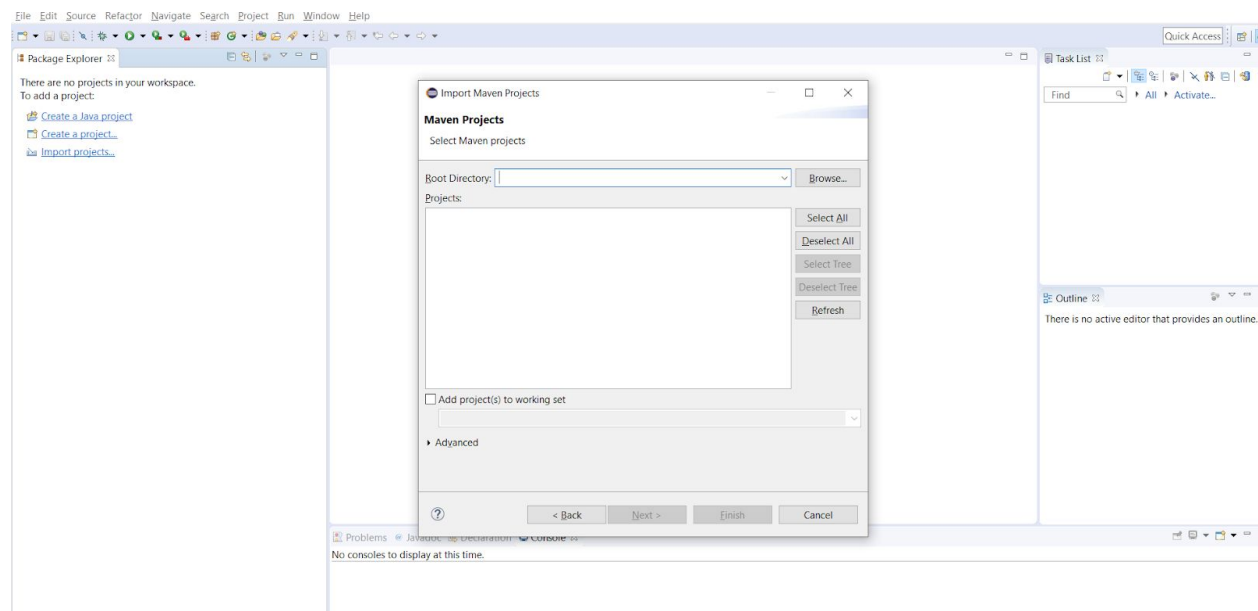 File Edit Source Refactor Navigate Search Project Run Window Help
Quick Access
Package Explorer
There are no projects in your workspace.
To add a project:
Create a Java project
Create a project...
Import projects...
Import Maven Projects
Maven Projects
Select Maven projects
Root Directory:
Browse...
Projects:
Select All
Deselect All
Select Tree
Deselect Tree
Refresh
Add project(s) to working set
Advanced
< Back Next > Finish Cancel
Task List
Find All Activate...
Outline
There is no active editor that provides an outline.
Problems Javadoc Declaration Console
No consoles to display at this time.